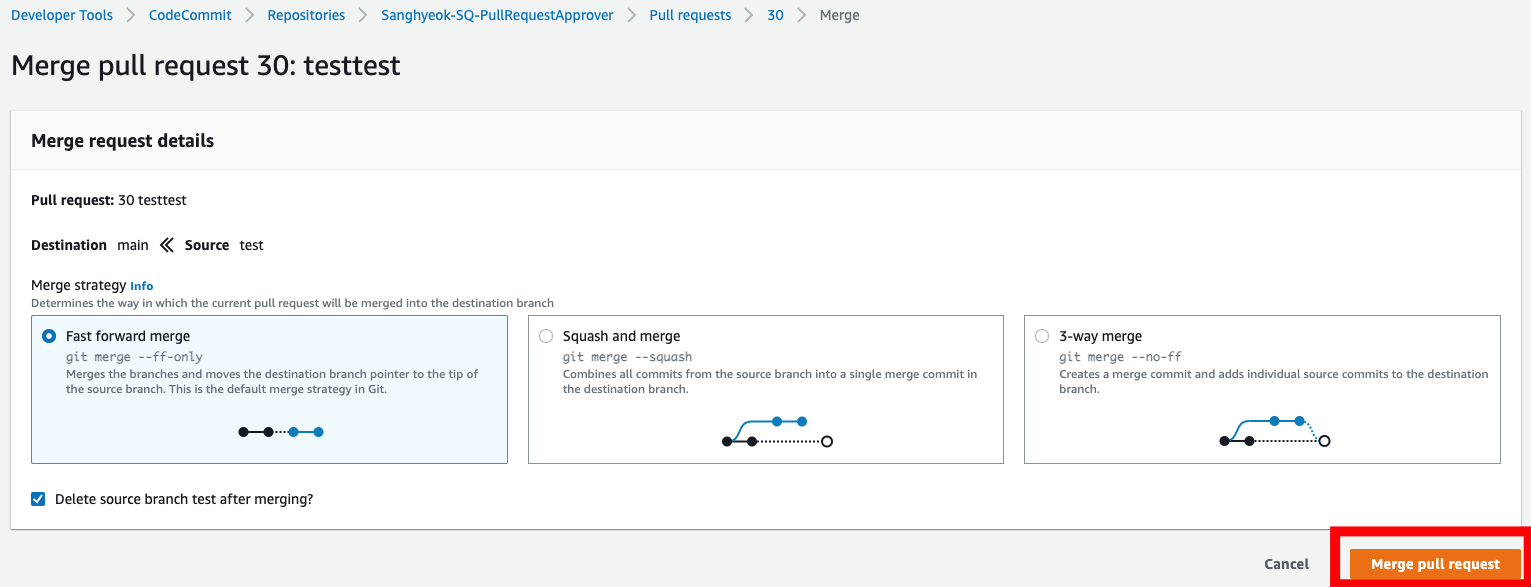 Developer Tools > CodeCommit > Repositories > Sanghyeok-SQ-PullRequestApprover > Pull requests > 30 > Merge
Merge pull request 30: testtest
Merge request details
Pull request: 30 testtest
Destination main « Source test
Merge strategy Info
Determines the way in which the current pull request will be merged into the destination branch
Fast forward merge
git merge --ff-only
Merges the branches and moves the destination branch pointer to the tip of
the source branch. This is the default merge strategy in Git.
Squash and merge
git merge --squash
Combines all commits from the source branch into a single merge commit in
the destination branch.
3-way merge
git merge --no-ff
Creates a merge commit and adds individual source commits to the destination
branch.
Delete source branch test after merging?
Cancel
Merge pull request